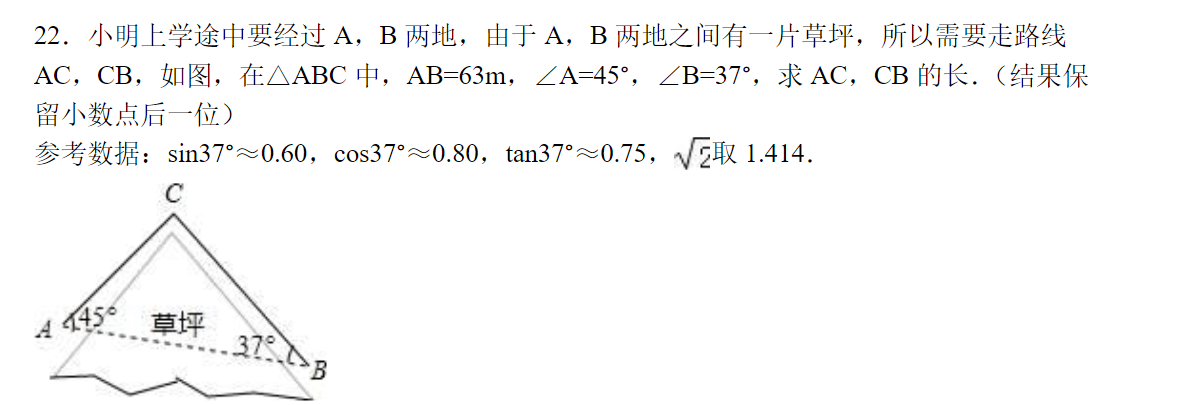 22．小明上学途中要经过 A，B 两地，由于 A，B 两地之间有一片草坪，所以需要走路线
AC，CB，如图，在△ABC 中，AB=63m，∠A=45°，∠B=37°，求 AC，CB 的长．（结果保
留小数点后一位）
参考数据：sin37°≈0.60，cos37°≈0.80，tan37°≈0.75，√2取 1.414．
C
A 45° 草坪
37° B